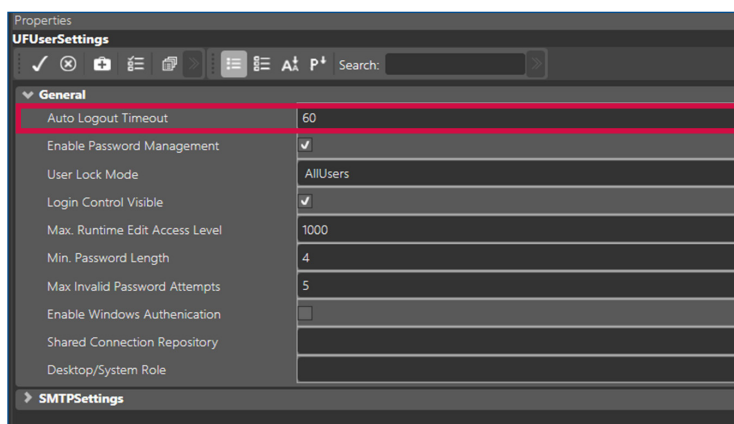 Properties
UFUserSettings
Search:
General
Auto Logout Timeout 60
Enable Password Management
User Lock Mode AllUsers
Login Control Visible
Max. Runtime Edit Access Level 1000
Min. Password Length 4
Max Invalid Password Attempts 5
Enable Windows Authenication
Shared Connection Repository
Desktop/System Role
SMTPSettings